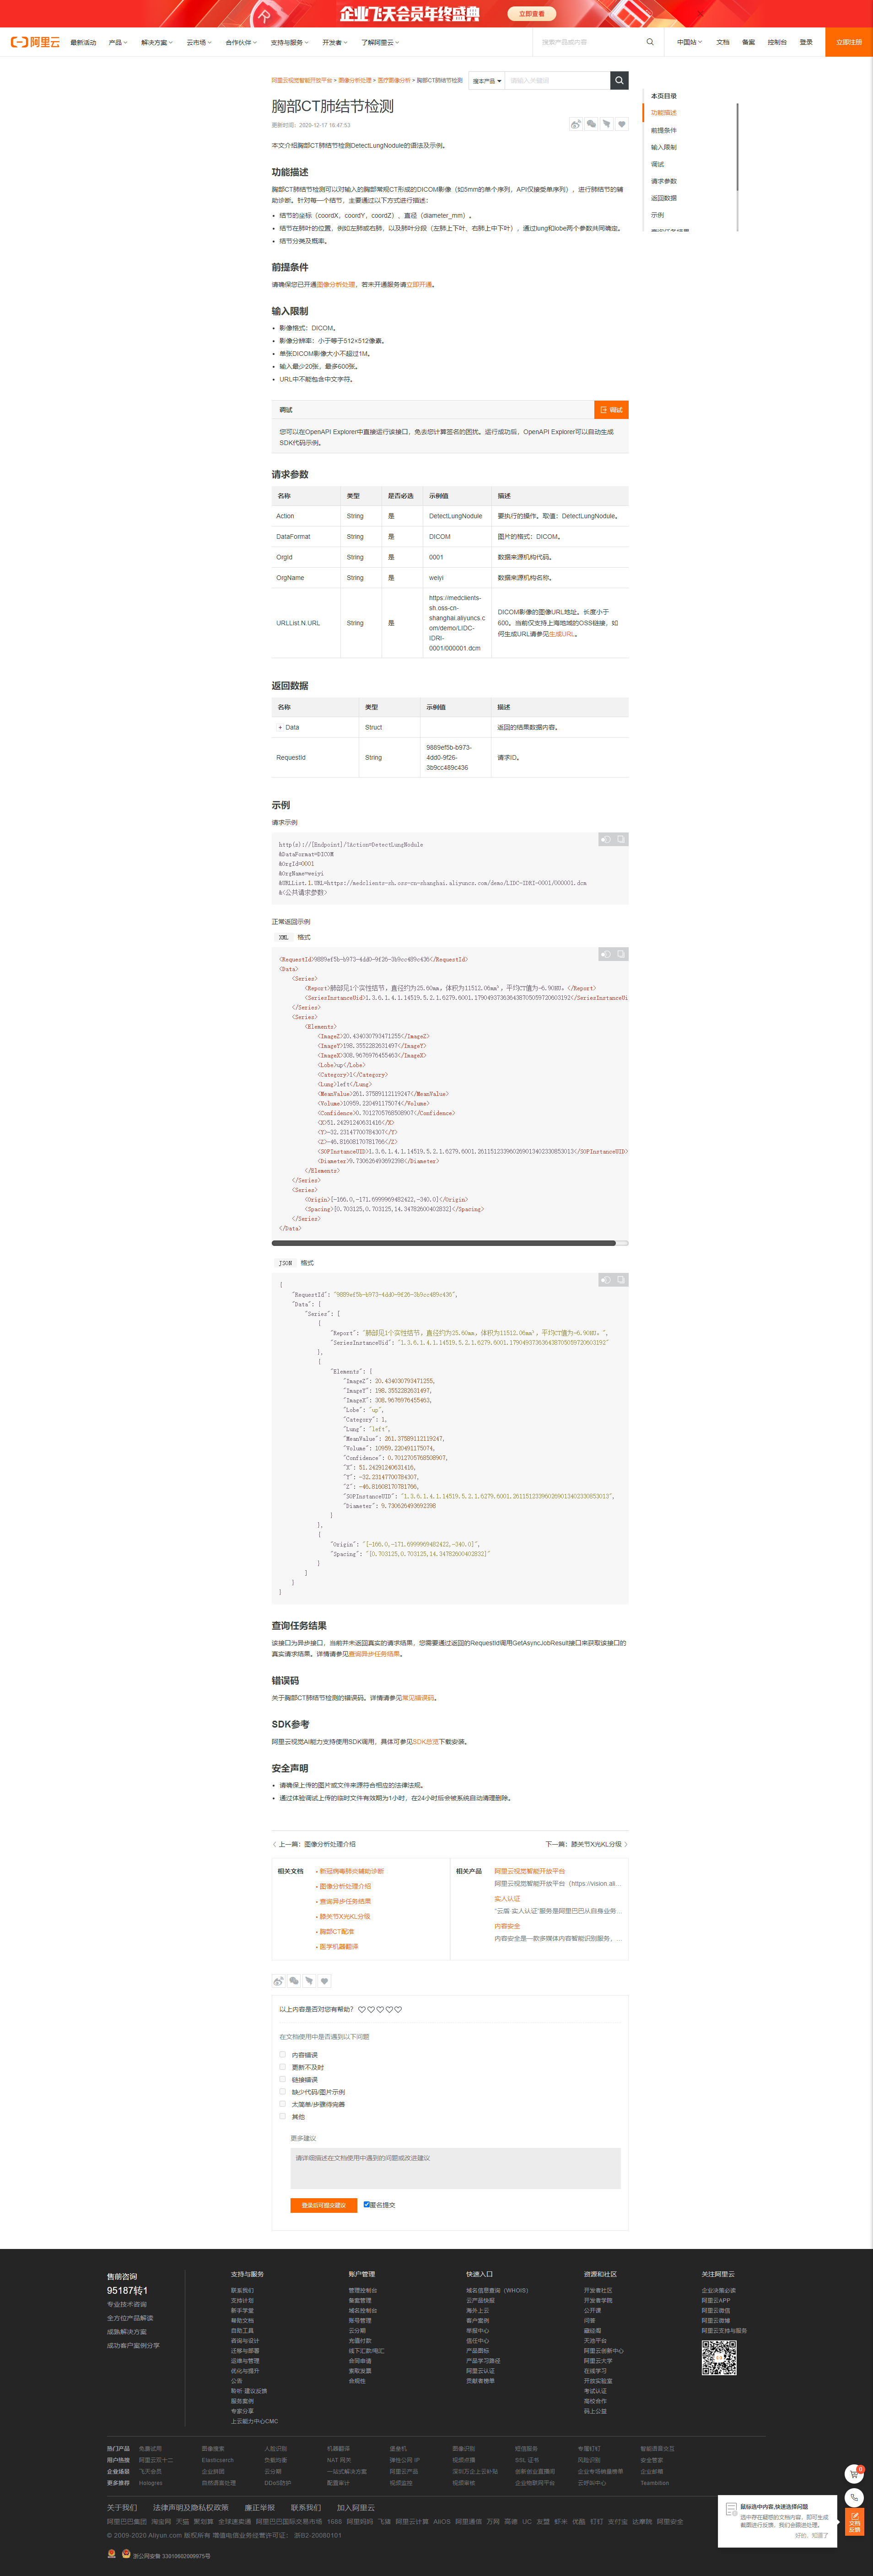 企业飞天会员年终盛典 立即查看
阿里云 最新活动 产品 解决方案 云市场 合作伙伴 支持与服务 开发者 了解阿里云 搜索产品或内容 中国站 文档 备案 控制台 登录 立即注册
阿里云视觉智能开放平台 > 图像分析处理 > 医疗图像分析 > 胸部CT肺结节检测 搜本产品 请输入关键词
胸部CT肺结节检测
更新时间：2020-12-17 16:47:53
本页目录
功能描述
前提条件
输入限制
调试
请求参数
返回数据
示例
查询任务结果
本文介绍胸部CT肺结节检测DetectLungNodule的语法及示例。
功能描述
胸部CT肺结节检测可以对输入的胸部常规CT形成的DICOM影像（如5mm的单个序列，API仅接受单序列），进行肺结节的辅
助诊断。针对每一个结节，主要通过以下方式进行描述：
• 结节的坐标（coordX，coordY，coordZ）、直径（diameter_mm）。
• 结节在肺叶的位置，例如左肺或右肺，以及肺叶分段（左肺上下叶，右肺上中下叶），通过lung和lobe两个参数共同确定。
• 结节分类及概率。
前提条件
请确保您已开通图像分析处理，若未开通服务请立即开通。
输入限制
• 影像格式：DICOM。
• 影像分辨率：小于等于512×512像素。
• 单张DICOM影像大小不超过1M。
• 输入最少20张，最多600张。
• URL中不能包含中文字符。
调试 调试
您可以在OpenAPI Explorer中直接运行该接口，免去您计算签名的困扰。运行成功后，OpenAPI Explorer可以自动生成
SDK代码示例。
请求参数
名称 类型 是否必选 示例值 描述
Action String 是 DetectLungNodule 要执行的操作。取值：DetectLungNodule。
DataFormat String 是 DICOM 图片的格式：DICOM。
OrgId String 是 0001 数据来源机构代码。
OrgName String 是 weiyi 数据来源机构名称。
URLList.N.URL String 是 https://medclients-
sh.oss-cn-
shanghai.aliyuncs.c
om/demo/LIDC-
IDRI-
0001/000001.dcm
DICOM影像的图像URL地址。长度小于
600。当前仅支持上海地域的OSS链接，如
何生成URL请参见生成URL。
返回数据
名称 类型 示例值 描述
+ Data Struct 返回的结果数据内容。
RequestId String 9889ef5b-b973-
4dd0-9f26-
3b9cc489c436
请求ID。
示例
请求示例
http(s)://[Endpoint]/?Action=DetectLungNodule
&DataFormat=DICOM
&OrgId=0001
&OrgName=weiyi
&URLList.1.URL=https://medclients-sh.oss-cn-shanghai.aliyuncs.com/demo/LIDC-IDRI-0001/000001.dcm
&<公共请求参数>
正常返回示例
XML 格式
<RequestId>9889ef5b-b973-4dd0-9f26-3b9cc489c436</RequestId>
<Data>
<Series>
<Report>肺部见1个实性结节，直径约为25.60mm，体积为11512.06mm³，平均CT值为-6.90HU。</Report>
<SeriesInstanceUid>1.3.6.1.4.1.14519.5.2.1.6279.6001.179049373636438705059720603192</SeriesInstanceUi
</Series>
<Series>
<Elements>
<ImageZ>20.434030793471255</ImageZ>
<ImageY>198.3552282631497</ImageY>
<ImageX>308.9676976455463</ImageX>
<Lobe>up</Lobe>
<Category>1</Category>
<Lung>left</Lung>
<MeanValue>261.37589112119247</MeanValue>
<Volume>10959.220491175074</Volume>
<Confidence>0.7012705768508907</Confidence>
<X>51.24291240631416</X>
<Y>-32.23147700784307</Y>
<Z>-46.81608170781766</Z>
<SOPInstanceUID>1.3.6.1.4.1.14519.5.2.1.6279.6001.261151233960269013402330853013</SOPInstanceUID>
<Diameter>9.730626493692398</Diameter>
</Elements>
</Series>
<Series>
<Origin>[-166.0,-171.6999969482422,-340.0]</Origin>
<Spacing>[0.703125,0.703125,14.34782600402832]</Spacing>
</Series>
</Data>
JSON 格式
{
"RequestId": "9889ef5b-b973-4dd0-9f26-3b9cc489c436",
"Data": {
"Series": [
{
"Report": "肺部见1个实性结节，直径约为25.60mm，体积为11512.06mm³，平均CT值为-6.90HU。",
"SeriesInstanceUid": "1.3.6.1.4.1.14519.5.2.1.6279.6001.179049373636438705059720603192"
},
{
"Elements": {
"ImageZ": 20.434030793471255,
"ImageY": 198.3552282631497,
"ImageX": 308.9676976455463,
"Lobe": "up",
"Category": 1,
"Lung": "left",
"MeanValue": 261.37589112119247,
"Volume": 10959.220491175074,
"Confidence": 0.7012705768508907,
"X": 51.24291240631416,
"Y": -32.23147700784307,
"Z": -46.81608170781766,
"SOPInstanceUID": "1.3.6.1.4.1.14519.5.2.1.6279.6001.261151233960269013402330853013",
"Diameter": 9.730626493692398
}
},
{
"Origin": "[-166.0,-171.6999969482422,-340.0]",
"Spacing": "[0.703125,0.703125,14.34782600402832]"
}
]
}
}
查询任务结果
该接口为异步接口，当前并未返回真实的请求结果，您需要通过返回的RequestId调用GetAsyncJobResult接口来获取该接口的
真实请求结果。详情请参见查询异步任务结果。
错误码
关于胸部CT肺结节检测的错误码，详情请参见常见错误码。
SDK参考
阿里云视觉AI能力支持使用SDK调用，具体可参见SDK总览下载安装。
安全声明
• 请确保上传的图片或文件来源符合相应的法律法规。
• 通过体验调试上传的临时文件有效期为1小时，在24小时后会被系统自动清理删除。
上一篇：图像分析处理介绍 下一篇：膝关节X光KL分级
相关文档
• 新冠病毒肺炎辅助诊断
• 图像分析处理介绍
• 查询异步任务结果
• 膝关节X光KL分级
• 胸部CT配准
• 医学机器翻译
相关产品
阿里云视觉智能开放平台
阿里云视觉智能开放平台（https://vision.ali...
实人认证
“云盾 实人认证”服务是阿里巴巴从自身业务...
内容安全
内容安全是一款多媒体内容智能识别服务，...
以上内容是否对您有帮助？
在文档使用中是否遇到以下问题
内容错误
更新不及时
链接错误
缺少代码/图片示例
太简单/步骤待完善
其他
更多建议
请详细描述在文档使用中遇到的问题或改进建议
登录后可提交建议 匿名提交
售前咨询
95187转1
专业技术咨询
全方位产品解读
成熟解决方案
成功客户案例分享
支持与服务
联系我们
支持计划
新手学堂
帮助文档
自助工具
咨询与设计
迁移与部署
运维与管理
优化与提升
公告
聆听·建议反馈
服务案例
专家分享
上云能力中心CMC
账户管理
管理控制台
备案管理
域名控制台
账号管理
云分期
充值付款
线下汇款/电汇
合同申请
索取发票
合规性
快速入口
域名信息查询（WHOIS）
云产品快报
海外上云
客户案例
举报中心
信任中心
产品图标
产品学习路径
阿里云认证
贡献者榜单
资源和社区
开发者社区
开发者学院
公开课
问答
藏经阁
天池平台
阿里云创新中心
阿里云大学
在线学习
开放实验室
考试认证
高校合作
码上公益
关注阿里云
企业决策必读
阿里云APP
阿里云微信
阿里云微博
阿里云支持与服务
热门产品 免费试用 图像搜索 人脸识别 机器翻译 堡垒机 图像识别 短信服务 专属钉钉 智能语音交互
用户热搜 阿里云双十二 Elasticsearch 负载均衡 NAT 网关 弹性公网 IP 视频点播 SSL 证书 风险识别 安全管家
企业场景 飞天会员 企业拼团 云分期 一站式解决方案 阿里云产品 深圳万企上云补贴 创新创业直播间 企业专场销量榜单 企业邮箱
更多推荐 Hologres 自然语言处理 DDoS防护 配置审计 视频监控 视频审核 企业物联网平台 云呼叫中心 Teambition
关于我们 法律声明及隐私权政策 廉正举报 联系我们 加入阿里云
阿里巴巴集团 淘宝网 天猫 聚划算 全球速卖通 阿里巴巴国际交易市场 1688 阿里妈妈 飞猪 阿里云计算 AliOS 阿里通信 万网 高德 UC 友盟 虾米 优酷 钉钉 支付宝 达摩院 阿里安全
© 2009-2020 Aliyun.com 版权所有 增值电信业务经营许可证： 浙B2-20080101
浙公网安备 33010602009975号
0
鼠标选中内容,快速选择问题
选中存在疑惑的文档内容，即可生成
截图进行反馈，我们会跟进处理。
好的，知道了
文档
反馈